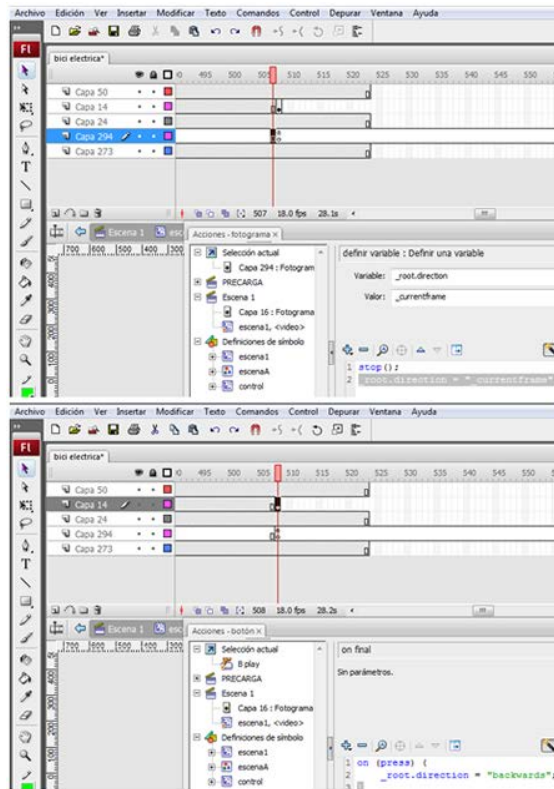 Archivo Edición Ver Insertar Modificar Texto Comandos Control Depurar Ventana Ayuda
Fl
bici electrica*
495 500 505 510 515 520 525 530 535 540 545 550
Capa 50
Capa 14
Capa 24
Capa 294
Capa 273
507 18.0 fps 28.1s
Escena 1 esc
Acciones - fotograma x
700 600 500 400 300
Selección actual
Capa 294 : Fotogram
PRECARGA
Escena 1
Capa 16 : Fotograma
escena1, <video>
Definiciones de símbolo
escena1
escenaA
control
definir variable : Definir una variable
Variable: _root.direction
Valor: _currentframe
1 stop();
2 _root.direction = "_currentframe"
Archivo Edición Ver Insertar Modificar Texto Comandos Control Depurar Ventana Ayuda
Fl
bici electrica*
495 500 505 510 515 520 525 530 535 540 545 550
Capa 50
Capa 14
Capa 24
Capa 294
Capa 273
508 18.0 fps 28.2s
Escena 1 esc
Acciones - botón x
700 600 500 400 300
Selección actual
B play
PRECARGA
Escena 1
Capa 16 : Fotograma
escena1, <video>
Definiciones de símbolo
escena1
escenaA
control
on final
Sin parámetros.
1 on (press) {
2 _root.direction = "backwards";
3 }